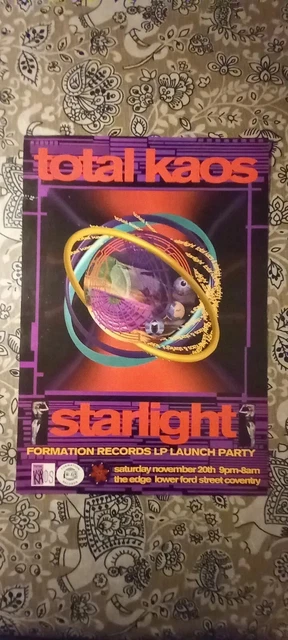 total kaos
starlight
FORMATION RECORDS LP LAUNCH PARTY
saturday november 20th 9pm-8am
the edge lower ford street coventry